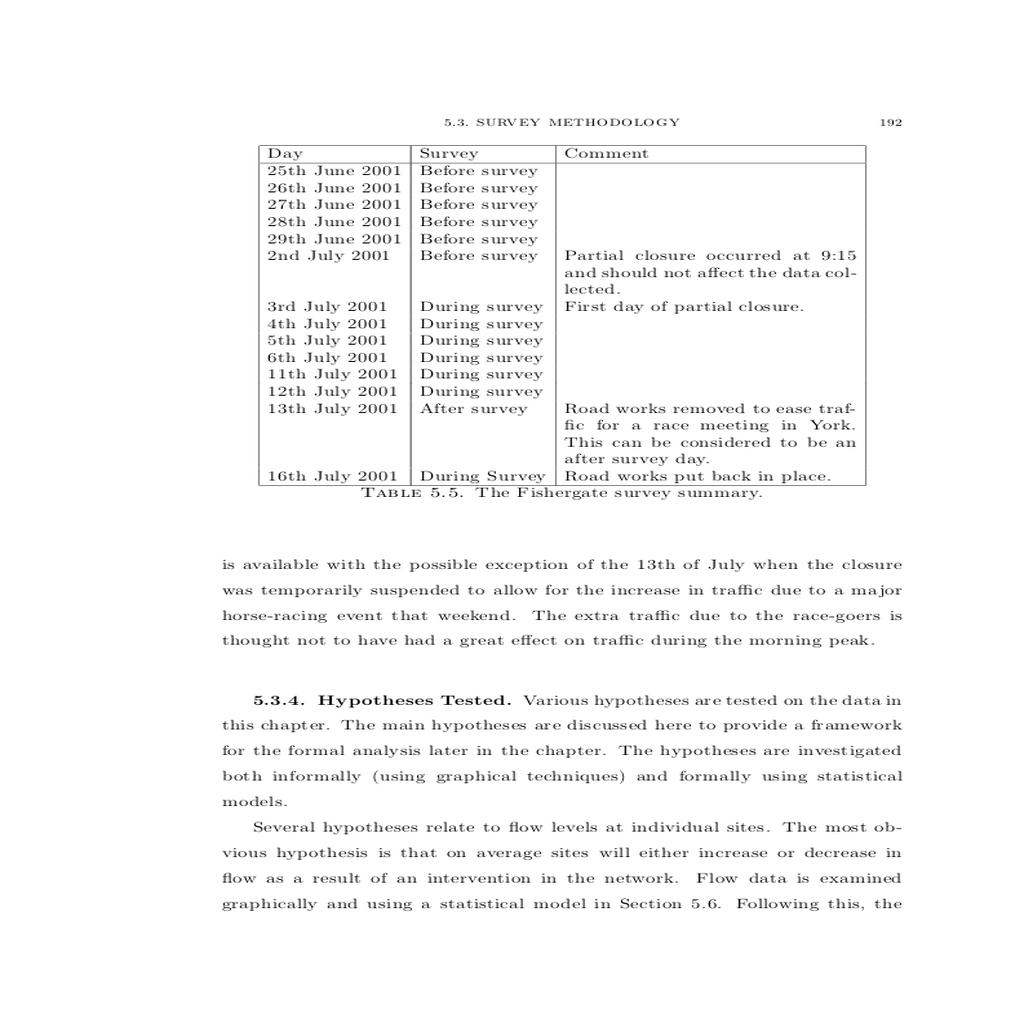 5.3. SURVEY METHODOLOGY 192
Day Survey Comment
25th June 2001 Before survey
26th June 2001 Before survey
27th June 2001 Before survey
28th June 2001 Before survey
29th June 2001 Before survey
2nd July 2001 Before survey Partial closure occurred at 9:15
and should not affect the data col-
lected.
3rd July 2001 During survey First day of partial closure.
4th July 2001 During survey
5th July 2001 During survey
6th July 2001 During survey
11th July 2001 During survey
12th July 2001 During survey
13th July 2001 After survey Road works removed to ease traf-
fic for a race meeting in York.
This can be considered to be an
after survey day.
16th July 2001 During Survey Road works put back in place.
TABLE 5.5. The Fishergate survey summary.
is available with the possible exception of the 13th of July when the closure
was temporarily suspended to allow for the increase in traffic due to a major
horse-racing event that weekend. The extra traffic due to the race-goers is
thought not to have had a great effect on traffic during the morning peak.
5.3.4. Hypotheses Tested. Various hypotheses are tested on the data in
this chapter. The main hypotheses are discussed here to provide a framework
for the formal analysis later in the chapter. The hypotheses are investigated
both informally (using graphical techniques) and formally using statistical
models.
Several hypotheses relate to flow levels at individual sites. The most ob-
vious hypothesis is that on average sites will either increase or decrease in
flow as a result of an intervention in the network. Flow data is examined
graphically and using a statistical model in Section 5.6. Following this, the